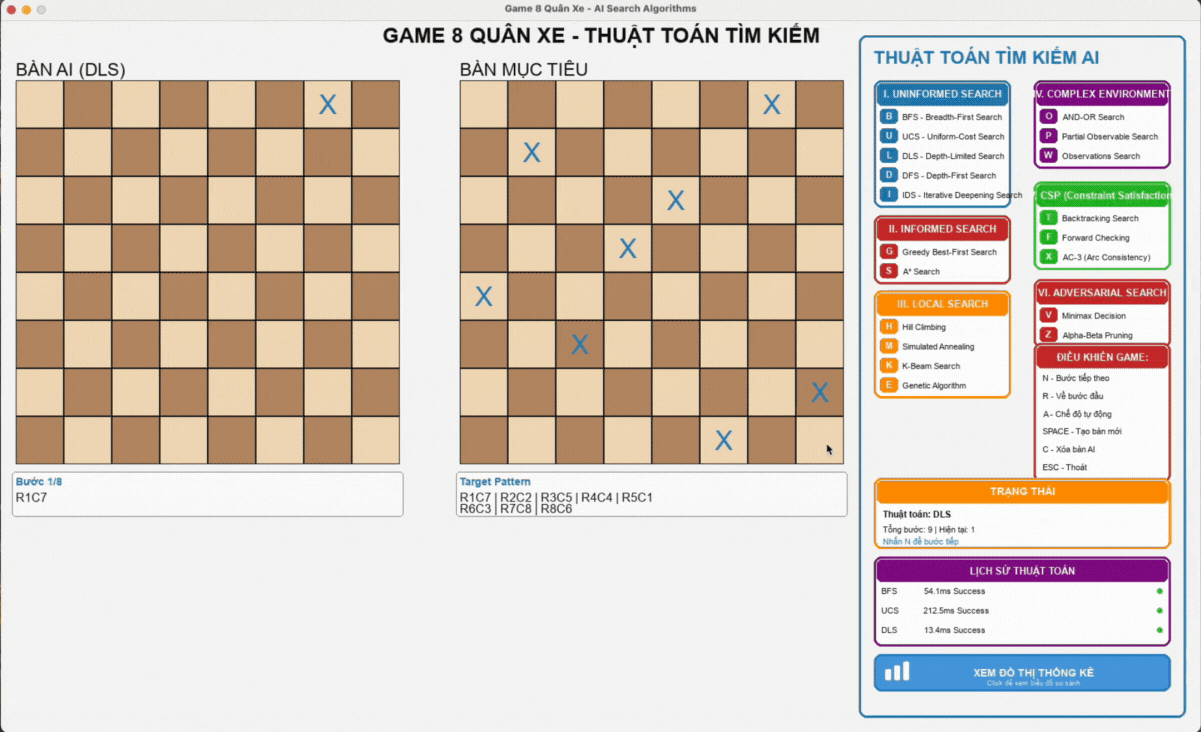 Game 8 Quân Xe - AI Search Algorithms
GAME 8 QUÂN XE - THUẬT TOÁN TÌM KIẾM
BÀN AI (DLS)
X
Bước 1/8
R1C7
BÀN MỤC TIÊU
X
X
X
X
X
X
X
X
Target Pattern
R1C7 | R2C2 | R3C5 | R4C4 | R5C1
R6C3 | R7C8 | R8C6
THUẬT TOÁN TÌM KIẾM AI
I. UNINFORMED SEARCH
B BFS - Breadth-First Search
U UCS - Uniform-Cost Search
L DLS - Depth-Limited Search
D DFS - Depth-First Search
I IDS - Iterative Deepening Search
II. INFORMED SEARCH
G Greedy Best-First Search
S A* Search
III. LOCAL SEARCH
H Hill Climbing
M Simulated Annealing
K K-Beam Search
E Genetic Algorithm
V. COMPLEX ENVIRONMENT
O AND-OR Search
P Partial Observable Search
W Observations Search
CSP (Constraint Satisfaction
T Backtracking Search
F Forward Checking
X AC-3 (Arc Consistency)
VI. ADVERSARIAL SEARCH
V Minimax Decision
Z Alpha-Beta Pruning
ĐIỀU KHIỂN GAME:
N - Bước tiếp theo
R - Về bước đầu
A - Chế độ tự động
SPACE - Tạo bàn mới
C - Xóa bàn AI
ESC - Thoát
TRẠNG THÁI
Thuật toán: DLS
Tổng bước: 9 | Hiện tại: 1
Nhấn N để bước tiếp
LỊCH SỬ THUẬT TOÁN
BFS 54.1ms Success
UCS 212.5ms Success
DLS 13.4ms Success
XEM ĐỒ THỊ THỐNG KÊ
Click để xem biểu đồ so sánh